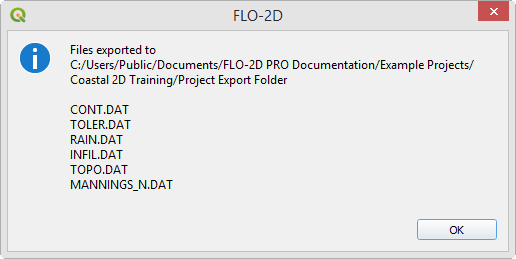 FLO-2D
Files exported to
C:/Users/Public/Documents/FLO-2D PRO Documentation/Example Projects/
Coastal 2D Training/Project Export Folder
CONT.DAT
TOLER.DAT
RAIN.DAT
INFIL.DAT
TOPO.DAT
MANNINGS_N.DAT
OK